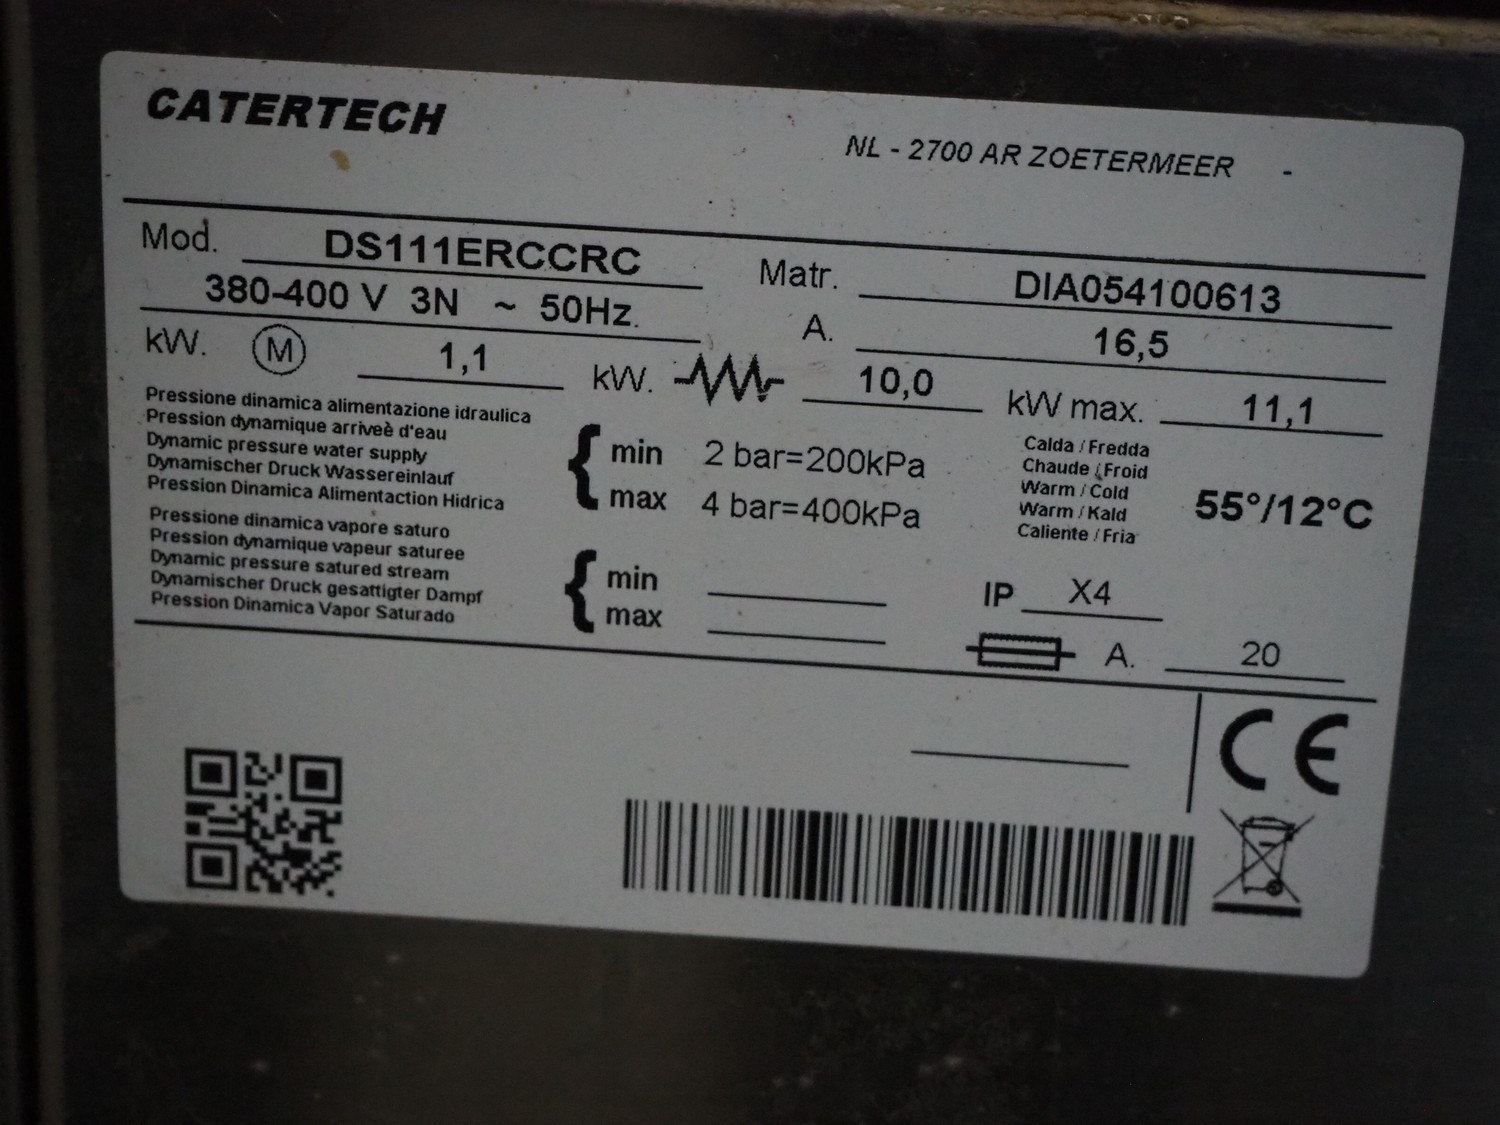 CATERTECH
NL - 2700 AR ZOETERMEER -
Mod. DS111ERCCRC Matr. DIA054100613
380-400 V 3N ~ 50Hz. A. 16,5
kW. M 1,1 kW. 10,0 kW max. 11,1
Pressione dinamica alimentazione idraulica
Pression dynamique arriveè d'eau
Dynamic pressure water supply
Dynamischer Druck Wassereinlauf
Pression Dinamica Alimentaction Hidrica
min 2 bar=200kPa
max 4 bar=400kPa
Calda / Fredda
Chaude / Froid
Warm / Cold
Warm / Kald
Caliente / Fria
55°/12°C
Pressione dinamica vapore saturo
Pression dynamique vapeur saturee
Dynamic pressure satured stream
Dynamischer Druck gesattigter Dampf
Pression Dinamica Vapor Saturado
min
max
IP X4
A. 20
CE